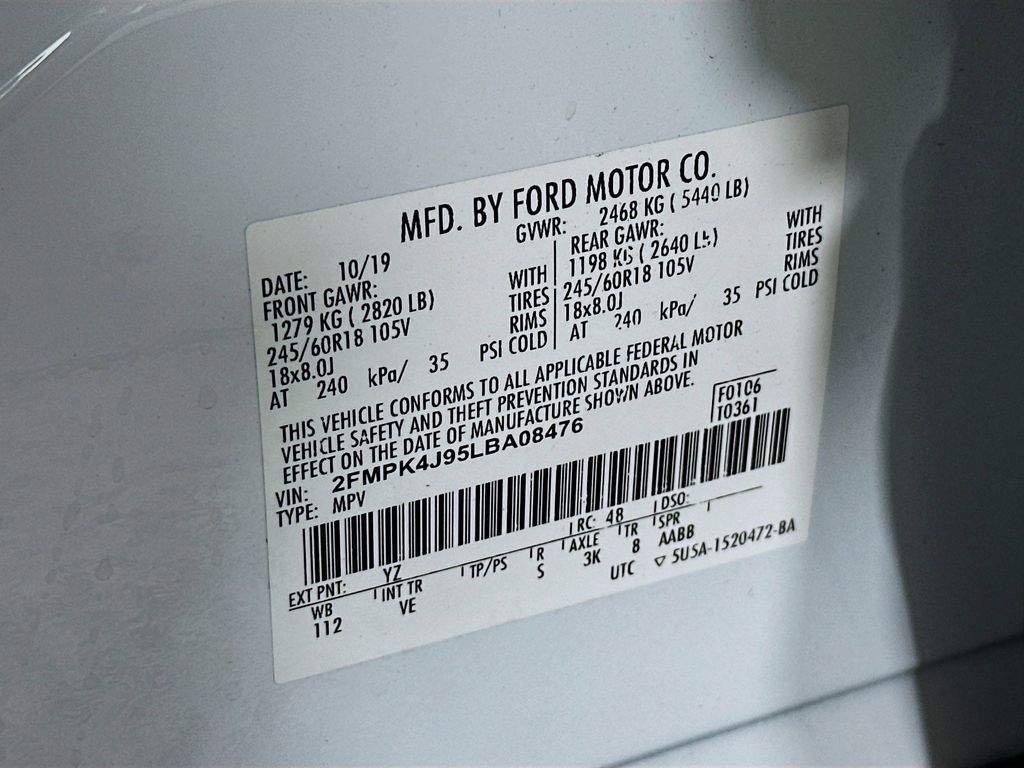 MFD. BY FORD MOTOR CO.
DATE: 10/19 GVWR: 2468 KG ( 5440 LB)
FRONT GAWR: WITH REAR GAWR: WITH
1279 KG ( 2820 LB) TIRES 1198 KG ( 2640 LB) TIRES
245/60R18 105V RIMS 245/60R18 105V RIMS
18x8.0J PSI COLD 18x8.0J PSI COLD
AT 240 kPa/ 35 AT 240 kPa/ 35
THIS VEHICLE CONFORMS TO ALL APPLICABLE FEDERAL MOTOR
VEHICLE SAFETY AND THEFT PREVENTION STANDARDS IN
EFFECT ON THE DATE OF MANUFACTURE SHOWN ABOVE.
VIN: 2FMPK4J95LBA08476 F0106
TYPE: MPV T0361
EXT PNT: YZ RC: 48 DSO:
WB INT TR TP/PS R AXLE TR SPR
112 VE S 3K 8 AABB
UTC ▽ 5U5A-1520472-BA